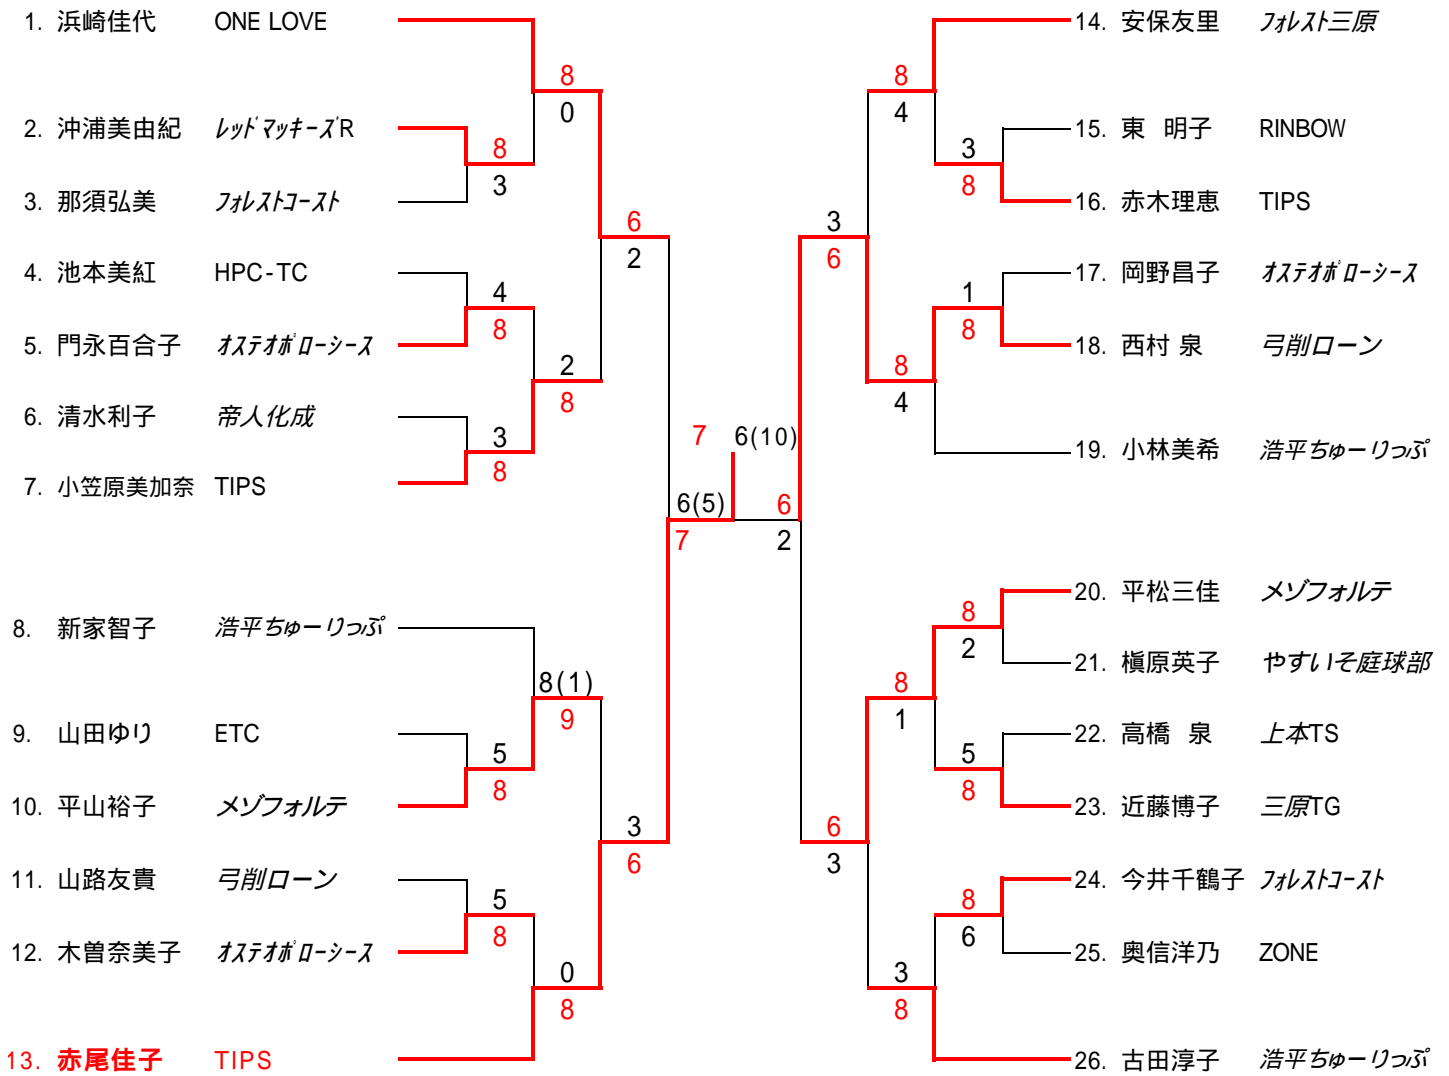 1. 浜崎佳代 ONE LOVE
8
0
2. 沖浦美由紀 ﾚｯﾄﾞﾏｯｷｰｽﾞR
8
3
3. 那須弘美 ﾌｫﾚｽﾄｺｰｽﾄ
6
2
4. 池本美紅 HPC-TC
4
8
5. 門永百合子 ｵｽﾃｵﾎﾟﾛｰｼｰｽ
2
8
6. 清水利子 帝人化成
3
8
7. 小笠原美加奈 TIPS
7 6(10)
6(5)
7
6
2
8. 新家智子 浩平ちゅーりっぷ
8(1)
9
9. 山田ゆり ETC
5
8
10. 平山裕子 メゾフォルテ
3
6
11. 山路友貴 弓削ローン
5
8
12. 木曽奈美子 ｵｽﾃｵﾎﾟﾛｰｼｰｽ
0
8
13. 赤尾佳子 TIPS
14. 安保友里 ﾌｫﾚｽﾄ三原
8
4
15. 東 明子 RINBOW
3
8
16. 赤木理恵 TIPS
3
6
17. 岡野昌子 ｵｽﾃｵﾎﾟﾛｰｼｰｽ
1
8
18. 西村 泉 弓削ローン
8
4
19. 小林美希 浩平ちゅーりっぷ
20. 平松三佳 メゾフォルテ
8
2
21. 槇原英子 やすいそ庭球部
8
1
22. 高橋 泉 上本TS
5
8
23. 近藤博子 三原TG
6
3
24. 今井千鶴子 ﾌｫﾚｽﾄｺｰｽﾄ
8
6
25. 奥信洋乃 ZONE
3
8
26. 古田淳子 浩平ちゅーりっぷ